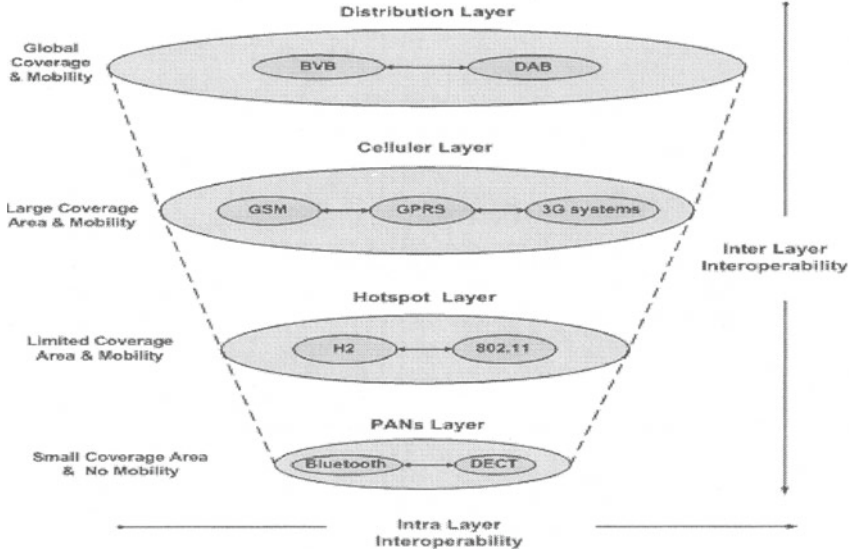 Distribution Layer
Global
Coverage
& Mobility
BVB
DAB
Celluler Layer
Large Coverage
Area & Mobility
GSM
GPRS
3G systems
Inter Layer
Interoperability
Hotspot Layer
Limited Coverage
Area & Mobility
H2
802.11
PANs Layer
Small Coverage Area
& No Mobility
Bluetooth
DECT
Intra Layer
Interoperability